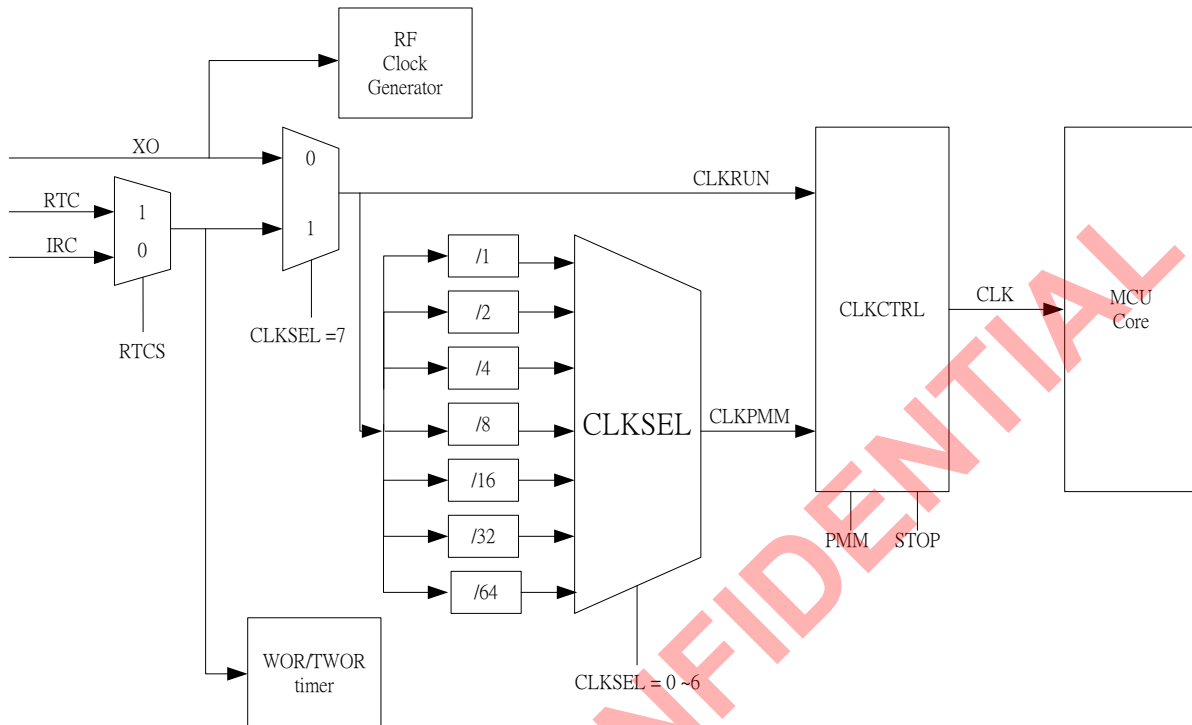 RF
Clock
Generator
XO
0
RTC
CLKRUN
1
1
IRC
0
/1
/2
CLK
MCU
Core
CLKCTRL
CLKSEL =7
RTCS
/4
/8
CLKSEL
CLKPMM
/16
/32
PMM
STOP
/64
WOR/TWOR
timer
CLKSEL = 0 ~6
CONFIDENTIAL